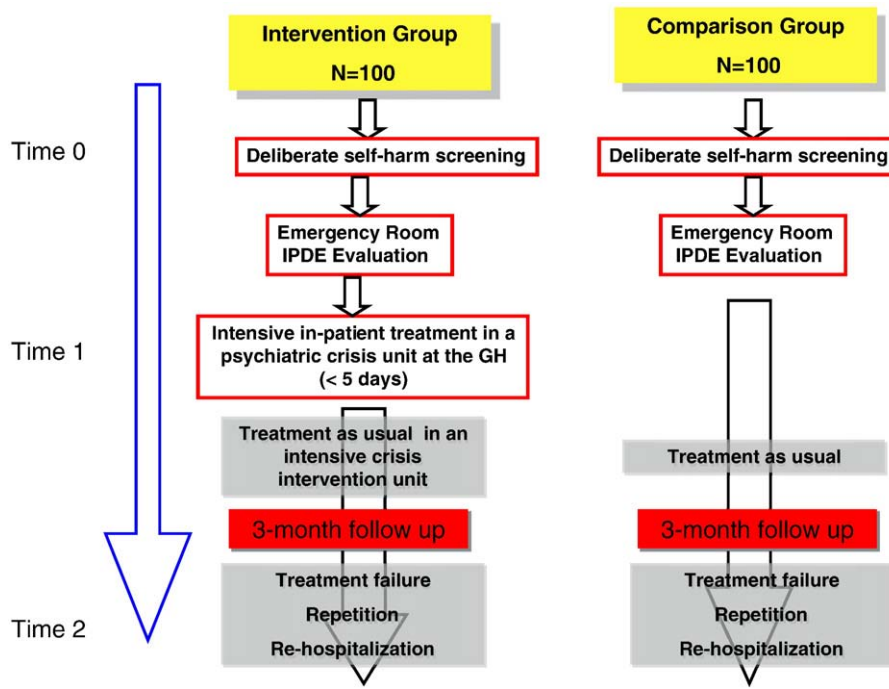 Intervention Group
N=100
Comparison Group
N=100
Time 0
Deliberate self-harm screening
Deliberate self-harm screening
Emergency Room
IPDE Evaluation
Emergency Room
IPDE Evaluation
Time 1
Intensive in-patient treatment in a
psychiatric crisis unit at the GH
(< 5 days)
Treatment as usual in an
intensive crisis
intervention unit
Treatment as usual
3-month follow up
3-month follow up
Time 2
Treatment failure
Repetition
Re-hospitalization
Treatment failure
Repetition
Re-hospitalization